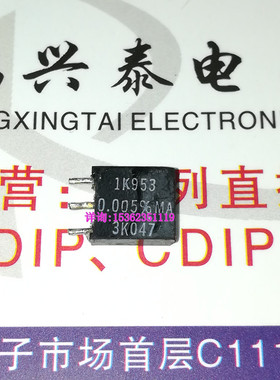 兴泰电
GXINGTAI ELECTRON
1K953
0.005%MA
详询:15362351119
3K047
营:
列直
DIP, CDIP
子市场首层C111